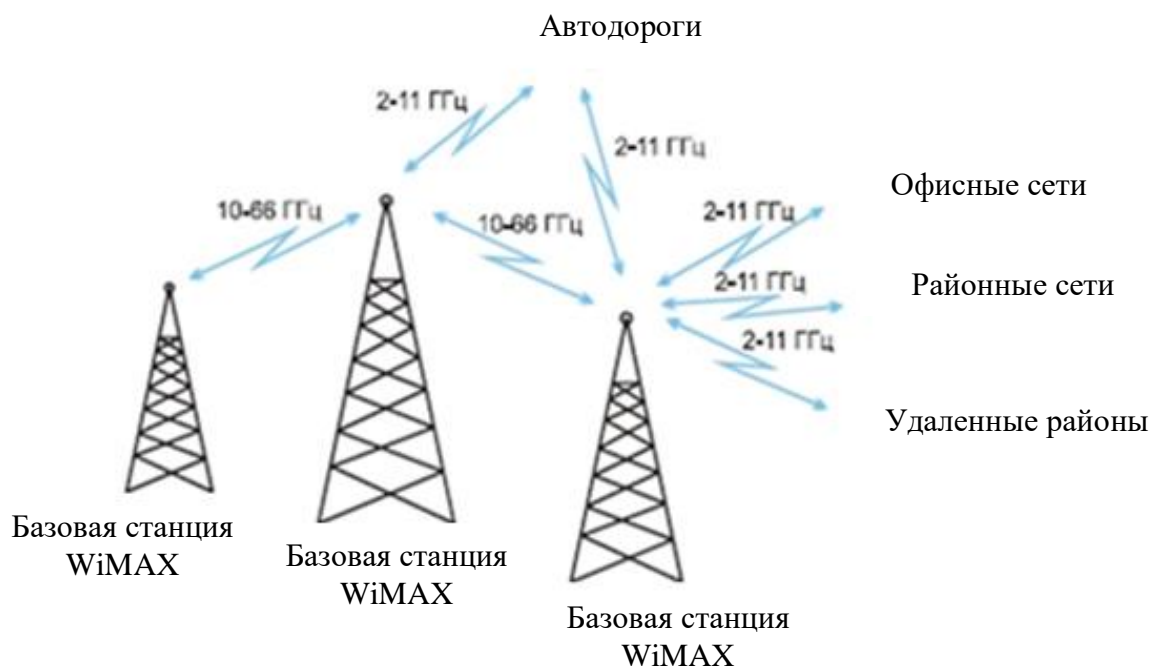 Автодороги
2-11 ГГц
2-11 ГГц
Офисные сети
10-66 ГГц
10-66 ГГц
2-11 ГГц
2-11 ГГц
Районные сети
2-11 ГГц
Удаленные районы
Базовая станция
WiMAX
Базовая станция
WiMAX
Базовая станция
WiMAX